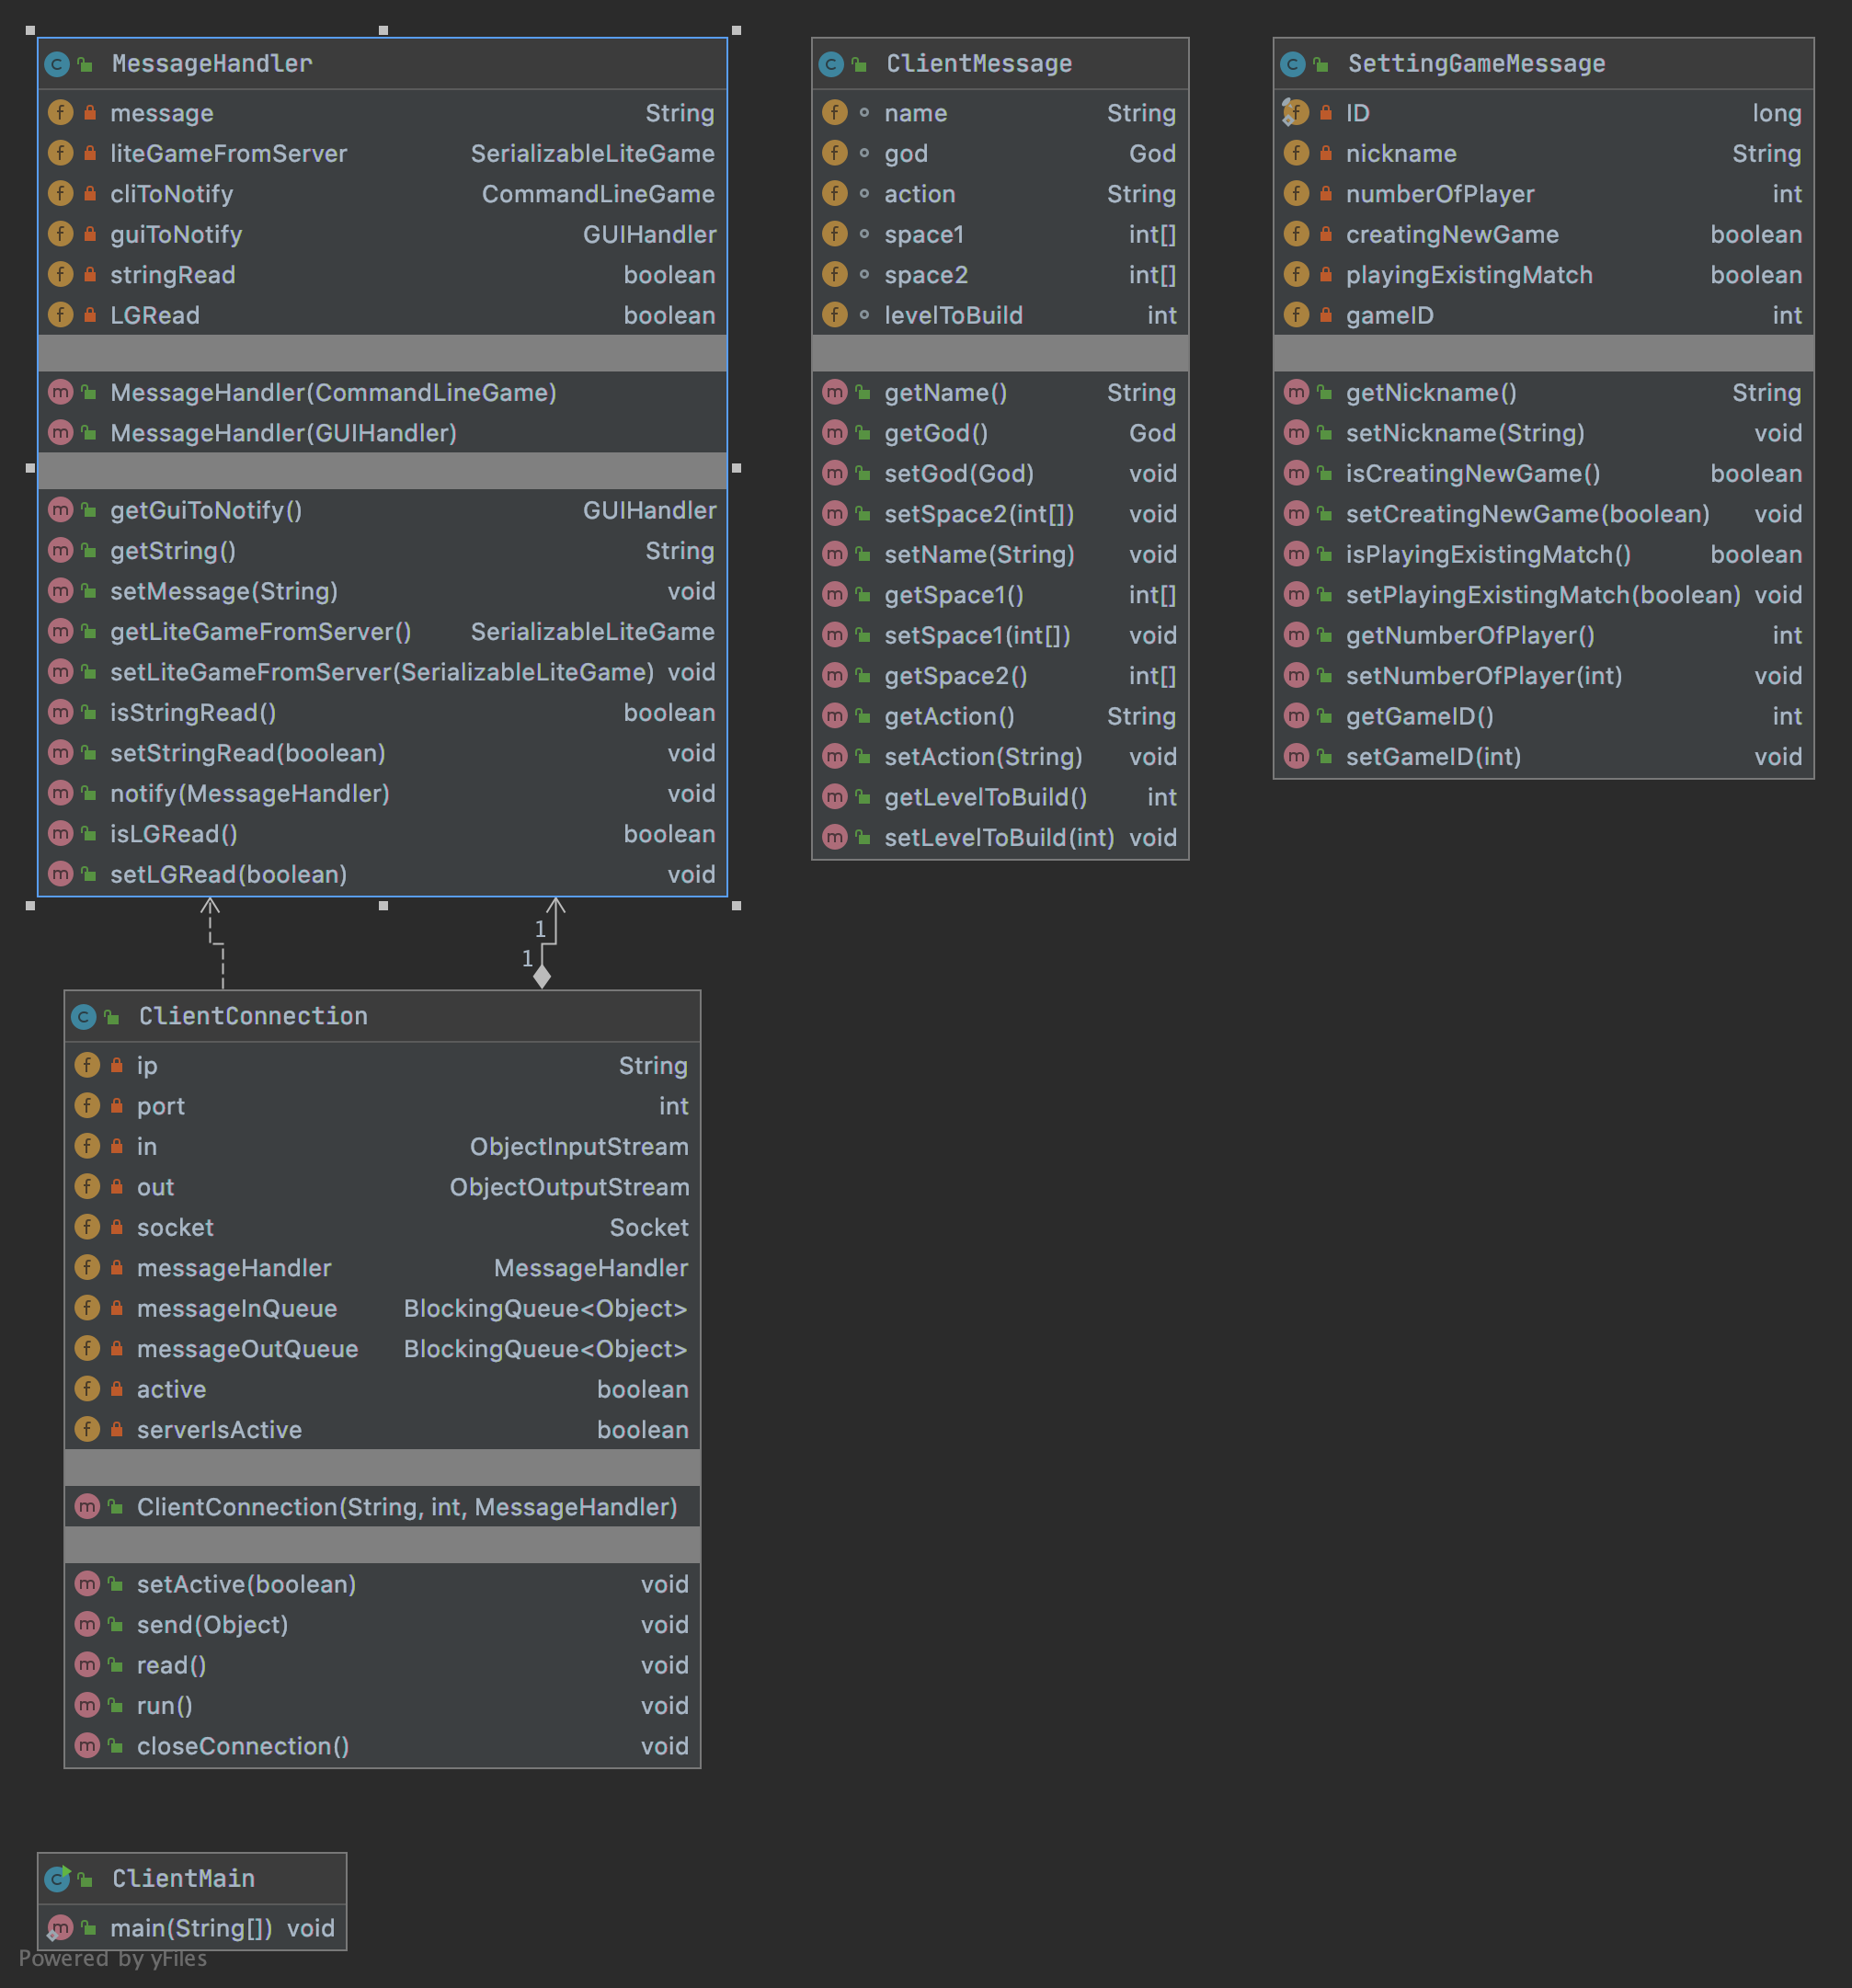 MessageHandler
message String
liteGameFromServer SerializableLiteGame
cliToNotify CommandLineGame
guiToNotify GUIHandler
stringRead boolean
LGRead boolean
MessageHandler(CommandLineGame)
MessageHandler(GUIHandler)
getGuiToNotify() GUIHandler
getString() String
setMessage(String) void
getLiteGameFromServer() SerializableLiteGame
setLiteGameFromServer(SerializableLiteGame) void
isStringRead() boolean
setStringRead(boolean) void
notify(MessageHandler) void
isLGRead() boolean
setLGRead(boolean) void
ClientMessage
name String
god God
action String
space1 int[]
space2 int[]
levelToBuild int
getName() String
getGod() God
setGod(God) void
setSpace2(int[]) void
setName(String) void
getSpace1() int[]
setSpace1(int[]) void
getSpace2() int[]
getAction() String
setAction(String) void
getLevelToBuild() int
setLevelToBuild(int) void
SettingGameMessage
ID long
nickname String
numberOfPlayer int
creatingNewGame boolean
playingExistingMatch boolean
gameID int
getNickname() String
setNickname(String) void
isCreatingNewGame() boolean
setCreatingNewGame(boolean) void
isPlayingExistingMatch() boolean
setPlayingExistingMatch(boolean) void
getNumberOfPlayer() int
setNumberOfPlayer(int) void
getGameID() int
setGameID(int) void
1
1
ClientConnection
ip String
port int
in ObjectInputStream
out ObjectOutputStream
socket Socket
messageHandler MessageHandler
messageInQueue BlockingQueue<Object>
messageOutQueue BlockingQueue<Object>
active boolean
serverIsActive boolean
ClientConnection(String, int, MessageHandler)
setActive(boolean) void
send(Object) void
read() void
run() void
closeConnection() void
ClientMain
main(String[]) void
Powered by yFiles